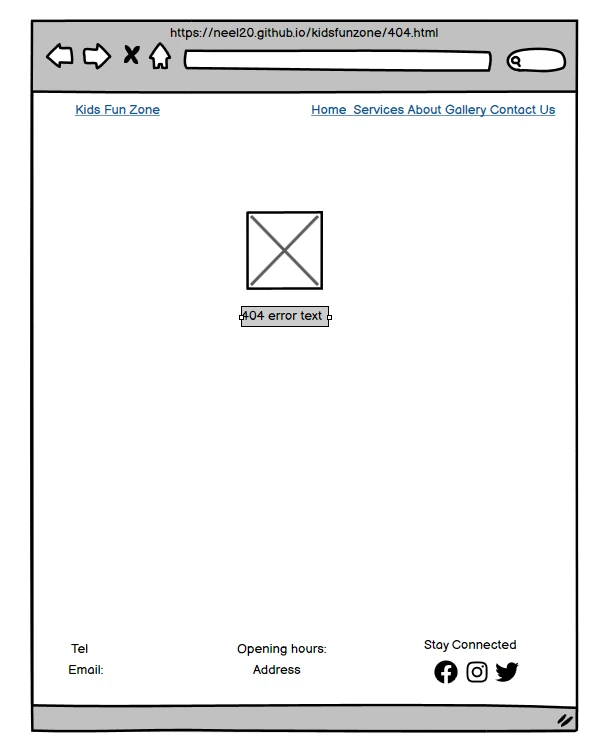 https://neel20.github.io/kidsfunzone/404.html
Kids Fun Zone
Home Services About Gallery Contact Us
404 error text
Tel
Email:
Opening hours:
Address
Stay Connected